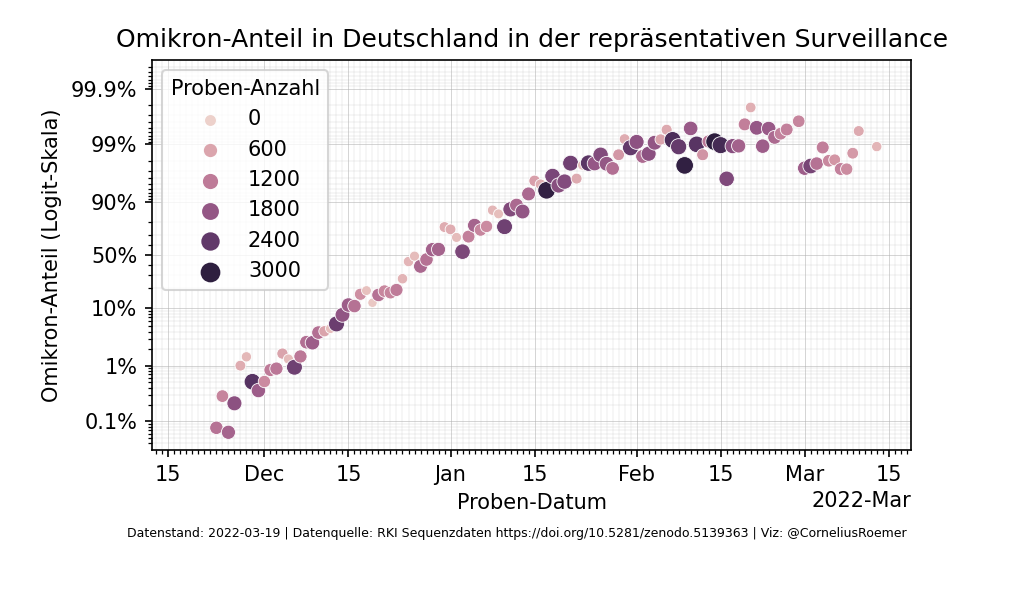 Omikron-Anteil in Deutschland in der repräsentativen Surveillance
Omikron-Anteil (Logit-Skala)
99.9%
99%
90%
50%
10%
1%
0.1%
Proben-Anzahl
0
600
1200
1800
2400
3000
15 Dec 15 Jan 15 Feb 15 Mar 15
Proben-Datum
2022-Mar
Datenstand: 2022-03-19 | Datenquelle: RKI Sequenzdaten https://doi.org/10.5281/zenodo.5139363 | Viz: @CorneliusRoemer